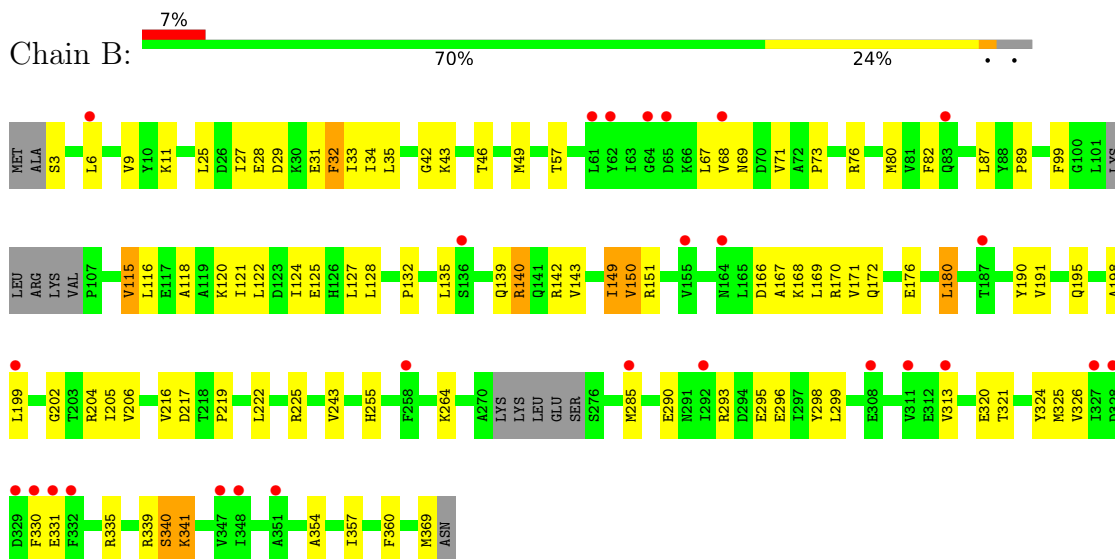 7%
Chain B:
70% 24% • •
MET ALA S3 L6 V9 Y10 K11 L25 D26 I27 E28 D29 K30 E31 F32 I33 I34 L35 G42 K43 T46 M49 T57 L61 Y62 I63 G64 D65 K66 L67 V68 N69 D70 V71 A72 P73 R76 M80 V81 F82 Q83 L87 Y88 P89 F99 G100 L101 LYS
LEU ARG LYS VAL P107 V115 L116 E117 A118 A119 K120 I121 L122 D123 I124 E125 H126 L127 L128 P132 L135 S136 Q139 R140 Q141 R142 V143 I149 V150 R151 V155 N164 L165 D166 A167 K168 L169 R170 V171 Q172 E176 L180 T187 Y190 V191 Q195 A198
L199 G202 T203 R204 I205 V206 V216 D217 T218 P219 L222 R225 V243 H255 F258 K264 A270 LYS LYS LEU GLU SER S276 M285 E290 N291 I292 R293 D294 E295 E296 I297 Y298 L299 E308 V311 E312 V313 E320 T321 Y324 M325 V326 I327
D329 F330 E331 F332 R335 R339 S340 K341 V347 I348 A351 A354 I357 F360 M369 ASN